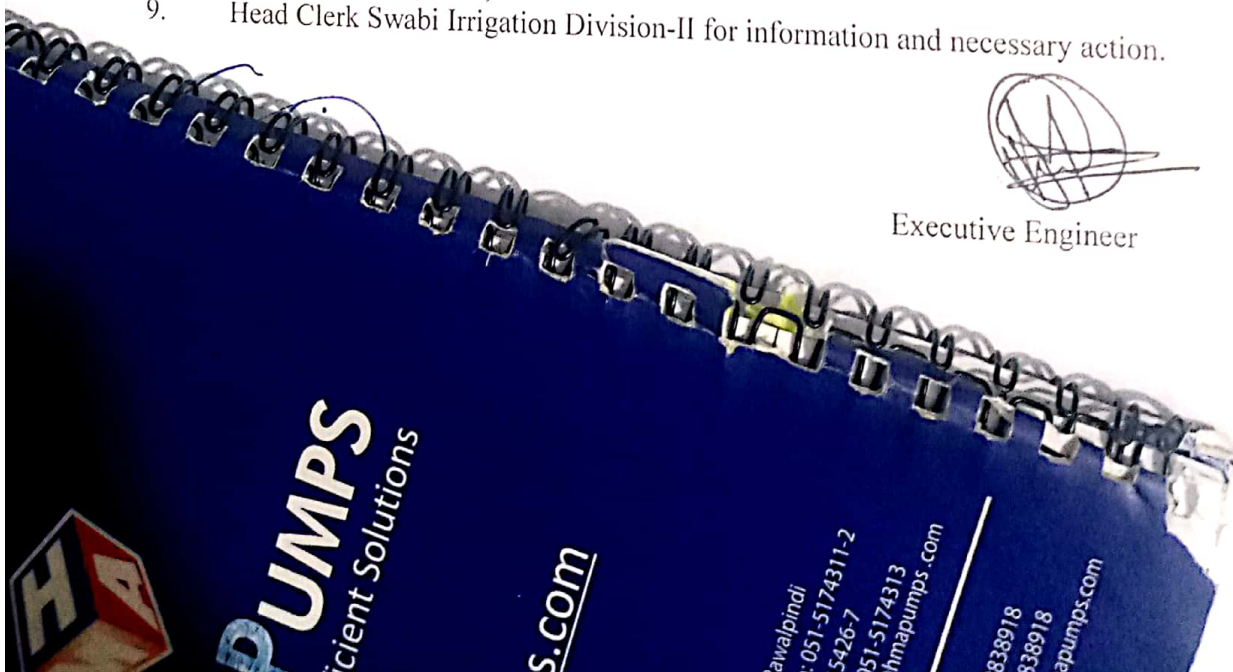 9. Head Clerk Swabi Irrigation Division-II for information and necessary action.
Executive Engineer
H
A
PUMPS
icient Solutions
s.com
awalpindi
: 051-5174311-2
5426-7
51-5174313
hmapumps.com
838918
838918
apumps.com